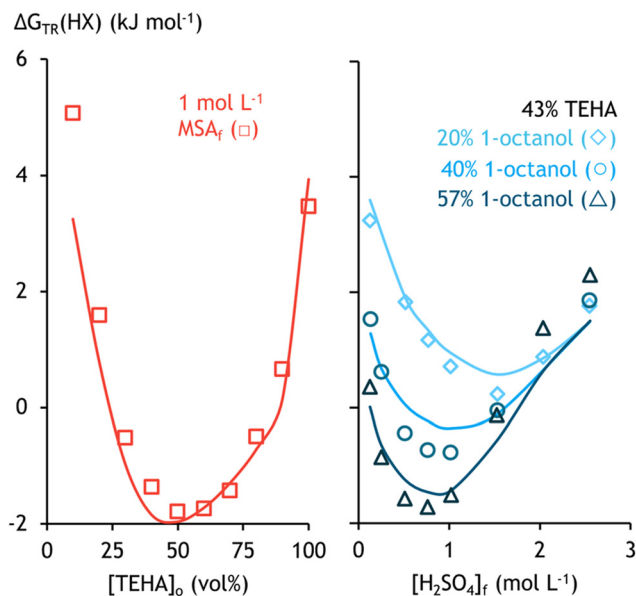 ΔG_TR(HX) (kJ mol⁻¹)
6
4
2
0
-2
1 mol L⁻¹
MSA_f (□)
0
25
50
75
100
[TEHA]_o (vol%)
43% TEHA
20% 1-octanol (◇)
40% 1-octanol (○)
57% 1-octanol (△)
0
1
2
3
[H₂SO₄]_f (mol L⁻¹)